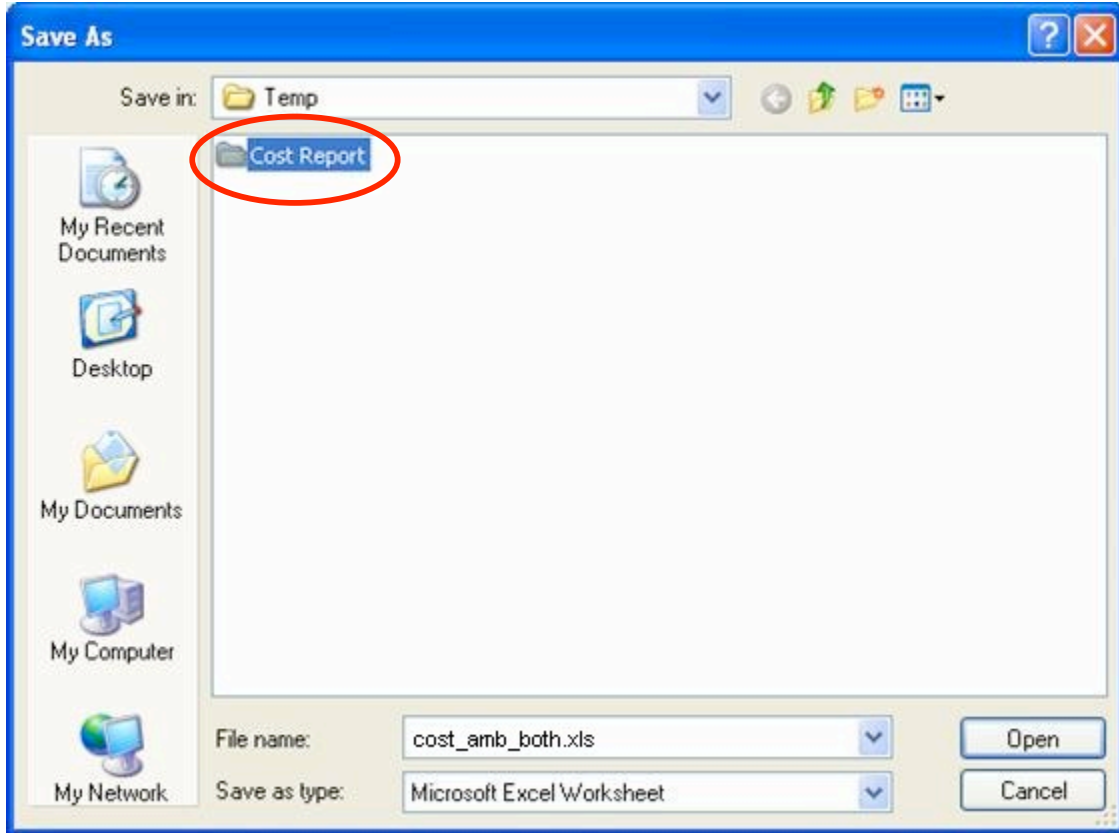 Save As
Save in: Temp
Cost Report
My Recent
Documents
Desktop
My Documents
My Computer
My Network
File name: cost_amb_both.xls Open
Save as type: Microsoft Excel Worksheet Cancel